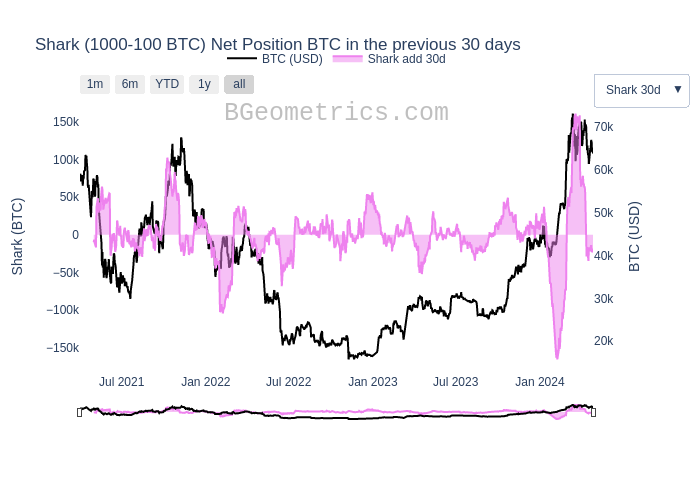 Shark (1000-100 BTC) Net Position BTC in the previous 30 days
BTC (USD) Shark add 30d
1m 6m YTD 1y all
Shark 30d ▼
BGeometrics.com
150k
100k
50k
0
−50k
−100k
−150k
Shark (BTC)
70k
60k
50k
40k
30k
20k
BTC (USD)
Jul 2021 Jan 2022 Jul 2022 Jan 2023 Jul 2023 Jan 2024